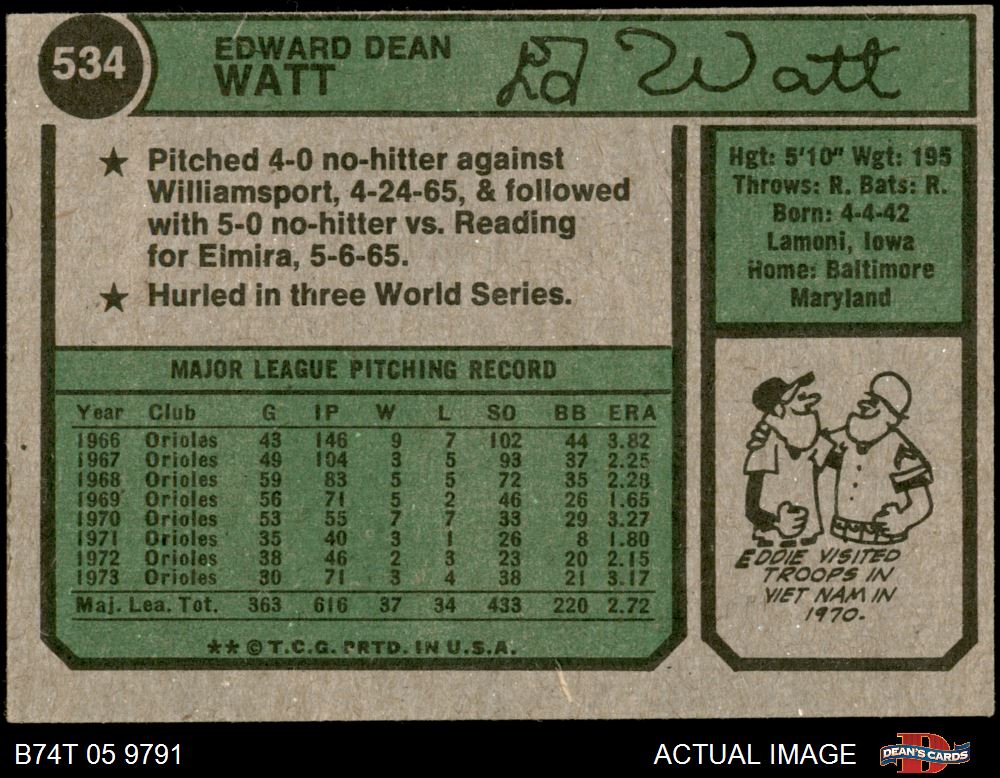 534
EDWARD DEAN
WATT
Ed Watt
★ Pitched 4-0 no-hitter against
Williamsport, 4-24-65, & followed
with 5-0 no-hitter vs. Reading
for Elmira, 5-6-65.
★ Hurled in three World Series.
Hgt: 5'10" Wgt: 195
Throws: R. Bats: R.
Born: 4-4-42
Lamoni, Iowa
Home: Baltimore
Maryland
MAJOR LEAGUE PITCHING RECORD
Year Club G IP W L SO BB ERA
1966 Orioles 43 146 9 7 102 44 3.82
1967 Orioles 49 104 3 5 93 37 2.25
1968 Orioles 59 83 5 5 72 35 2.28
1969 Orioles 56 71 5 2 46 26 1.65
1970 Orioles 53 55 7 7 33 29 3.27
1971 Orioles 35 40 3 1 26 8 1.80
1972 Orioles 38 46 2 3 23 20 2.15
1973 Orioles 30 71 3 4 38 21 3.17
Maj. Lea. Tot. 363 616 37 34 433 220 2.72
** © T.C.G. PRTD. IN U.S.A.
EDDIE VISITED
TROOPS IN
VIET NAM IN
1970.
B74T 05 9791
ACTUAL IMAGE
DEAN'S CARDS